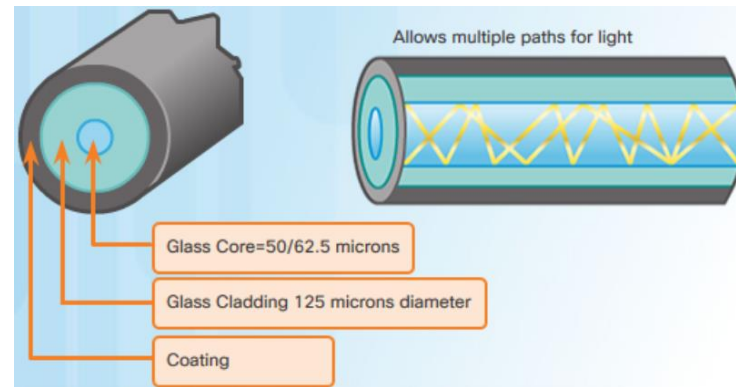 Allows multiple paths for light
Glass Core=50/62.5 microns
Glass Cladding 125 microns diameter
Coating